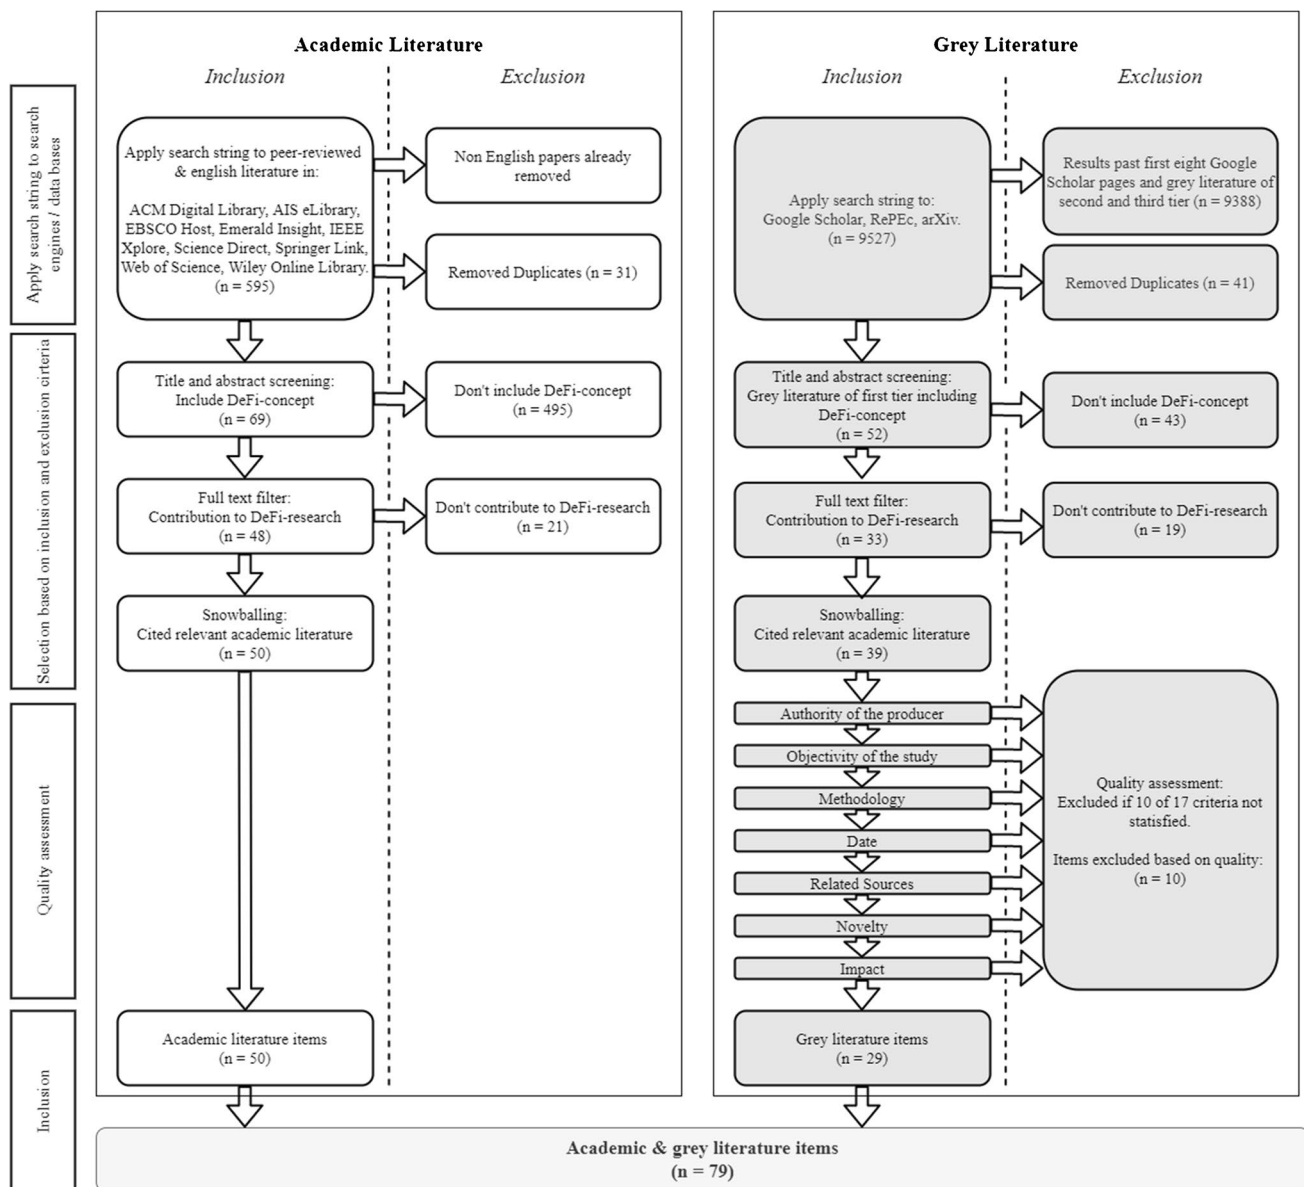 Academic Literature
Inclusion
Exclusion
Apply search string to search
engines / data bases
Apply search string to peer-reviewed
& english literature in:
ACM Digital Library, AIS eLibrary,
EBSCO Host, Emerald Insight, IEEE
Xplore, Science Direct, Springer Link,
Web of Science, Wiley Online Library.
(n = 595)
Non English papers already
removed
Removed Duplicates (n = 31)
Selection based on inclusion and exclusion cirteria
Title and abstract screening:
Include DeFi-concept
(n = 69)
Don't include DeFi-concept
(n = 495)
Full text filter:
Contribution to DeFi-research
(n = 48)
Don't contribute to DeFi-research
(n = 21)
Snowballing:
Cited relevant academic literature
(n = 50)
Quality assessment
Inclusion
Academic literature items
(n = 50)
Grey Literature
Inclusion
Exclusion
Apply search string to:
Google Scholar, RePEc, arXiv.
(n = 9527)
Results past first eight Google
Scholar pages and grey literature of
second and third tier (n = 9388)
Removed Duplicates (n = 41)
Title and abstract screening:
Grey literature of first tier including
DeFi-concept
(n = 52)
Don't include DeFi-concept
(n = 43)
Full text filter:
Contribution to DeFi-research
(n = 33)
Don't contribute to DeFi-research
(n = 19)
Snowballing:
Cited relevant academic literature
(n = 39)
Authority of the producer
Objectivity of the study
Methodology
Date
Related Sources
Novelty
Impact
Quality assessment:
Excluded if 10 of 17 criteria not
statisfied.
Items excluded based on quality:
(n = 10)
Grey literature items
(n = 29)
Academic & grey literature items
(n = 79)